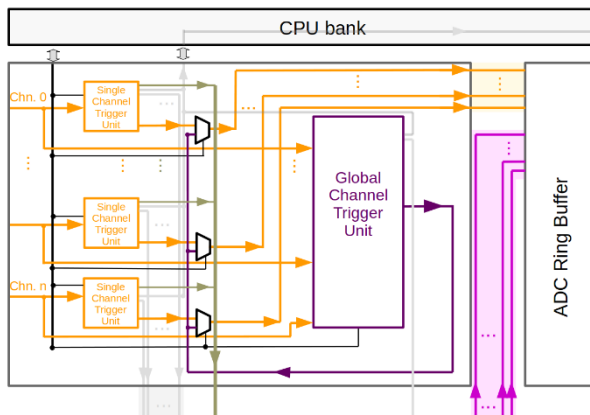 CPU bank
Chn. 0
Single
Channel
Trigger
Unit
Single
Channel
Trigger
Unit
Chn. n
Single
Channel
Trigger
Unit
Global
Channel
Trigger
Unit
ADC Ring Buffer